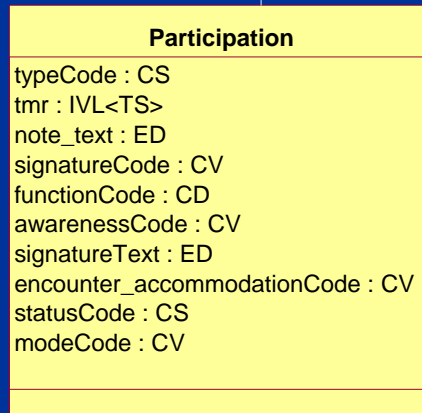 Participation
typeCode : CS
tmr : IVL<TS>
note_text : ED
signatureCode : CV
functionCode : CD
awarenessCode : CV
signatureText : ED
encounter_accommodationCode : CV
statusCode : CS
modeCode : CV